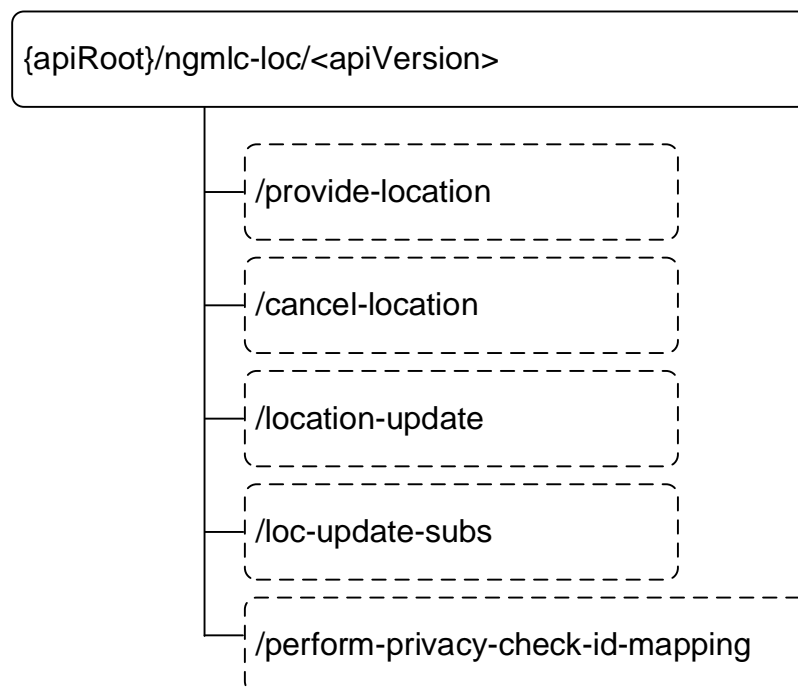 {apiRoot}/ngmlc-loc/<apiVersion>
/provide-location
/cancel-location
/location-update
/loc-update-subs
/perform-privacy-check-id-mapping